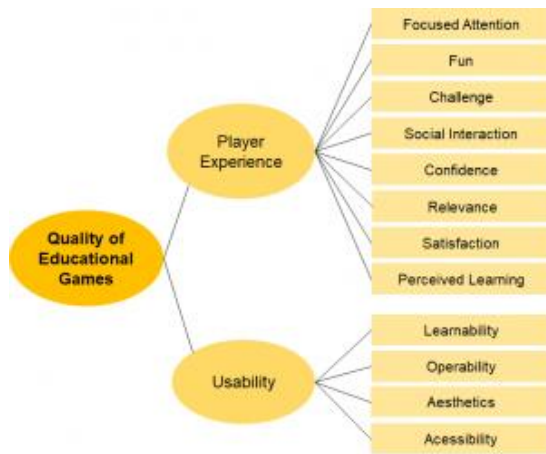 Focused Attention
Fun
Challenge
Player
Experience
Social Interaction
Confidence
Relevance
Satisfaction
Perceived Learning
Quality of
Educational
Games
Learnability
Operability
Usability
Aesthetics
Acessibility